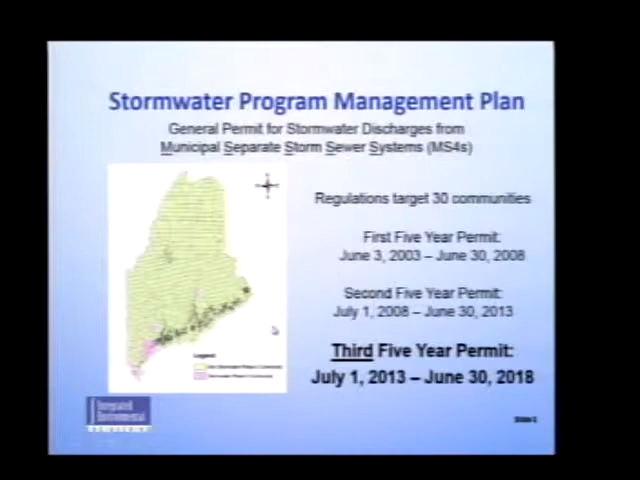 Stormwater Program Management Plan
General Permit for Stormwater Discharges from
Municipal Separate Storm Sewer Systems (MS4s)
Regulations target 30 communities
First Five Year Permit:
June 3, 2003 – June 30, 2008
Second Five Year Permit:
July 1, 2008 – June 30, 2013
Third Five Year Permit:
July 1, 2013 – June 30, 2018
Legend